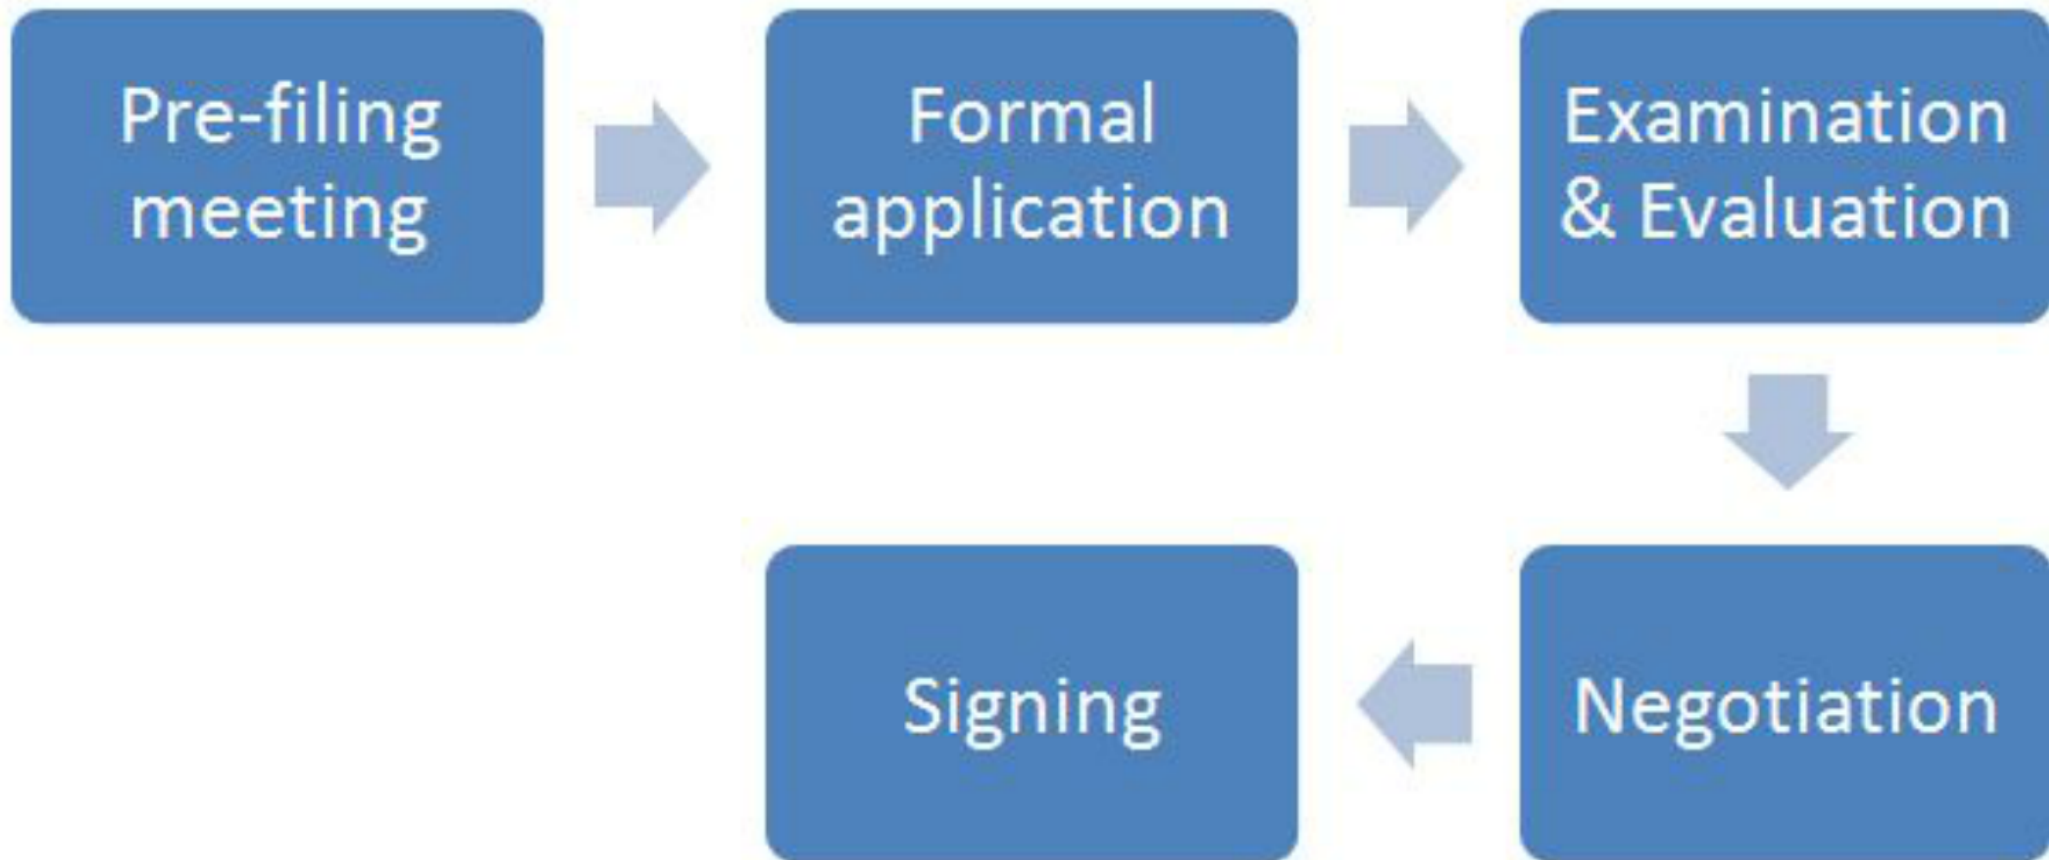 Pre-filing
meeting
Formal
application
Examination
& Evaluation
Negotiation
Signing